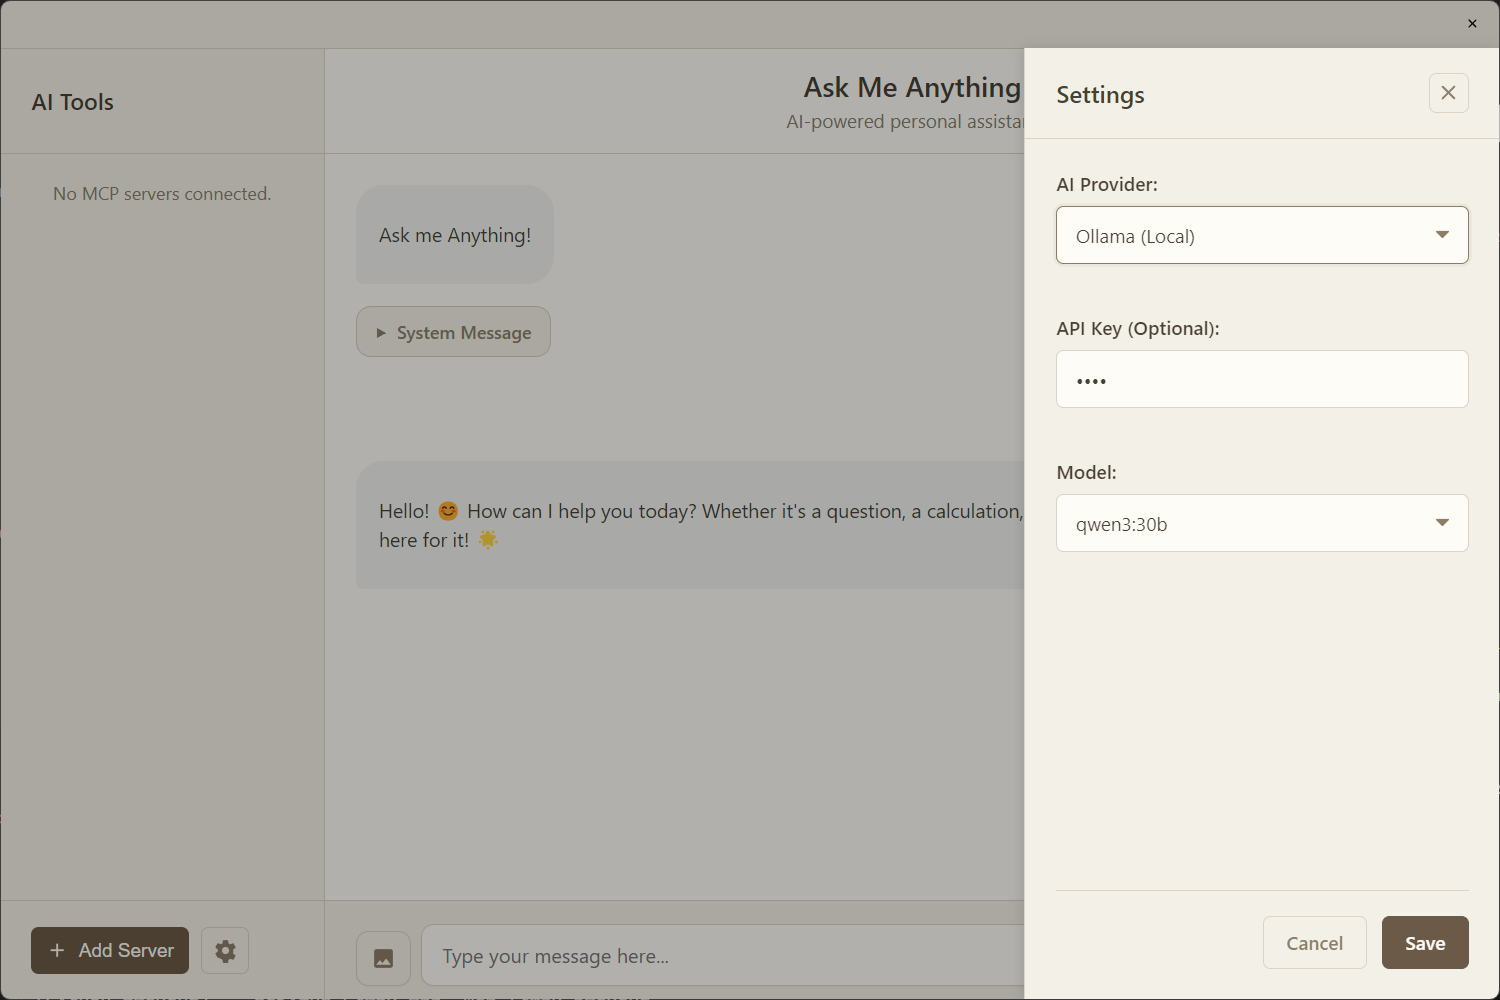 AI Tools
No MCP servers connected.
Add Server
Ask Me Anything
AI-powered personal
Ask me Anything!
System Message
Hello! 😊 How can I help you today? Whether it's a question, a calculation,
here for it! 🌟
Type your message here...
Settings
AI Provider:
Ollama (Local)
API Key (Optional):
••••
Model:
qwen3:30b
Cancel
Save